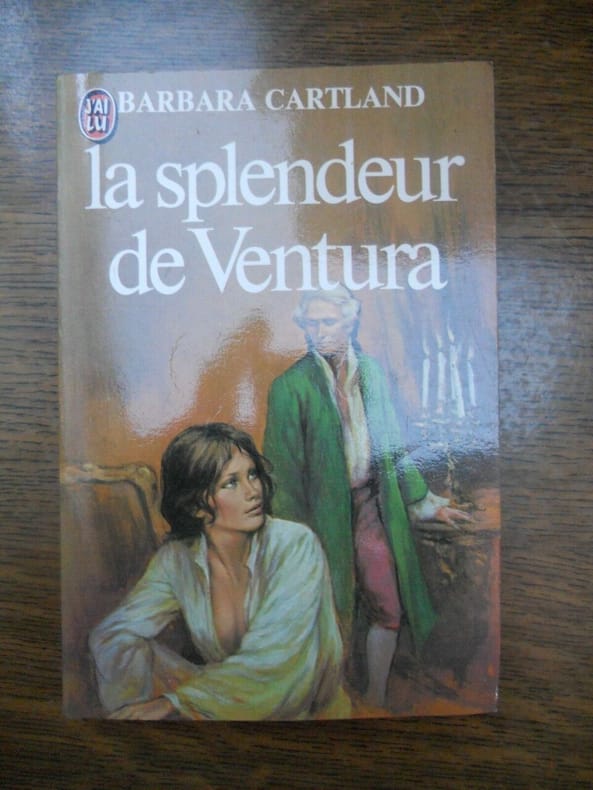 J'AI
LU
BARBARA CARTLAND
la splendeur
de Ventura